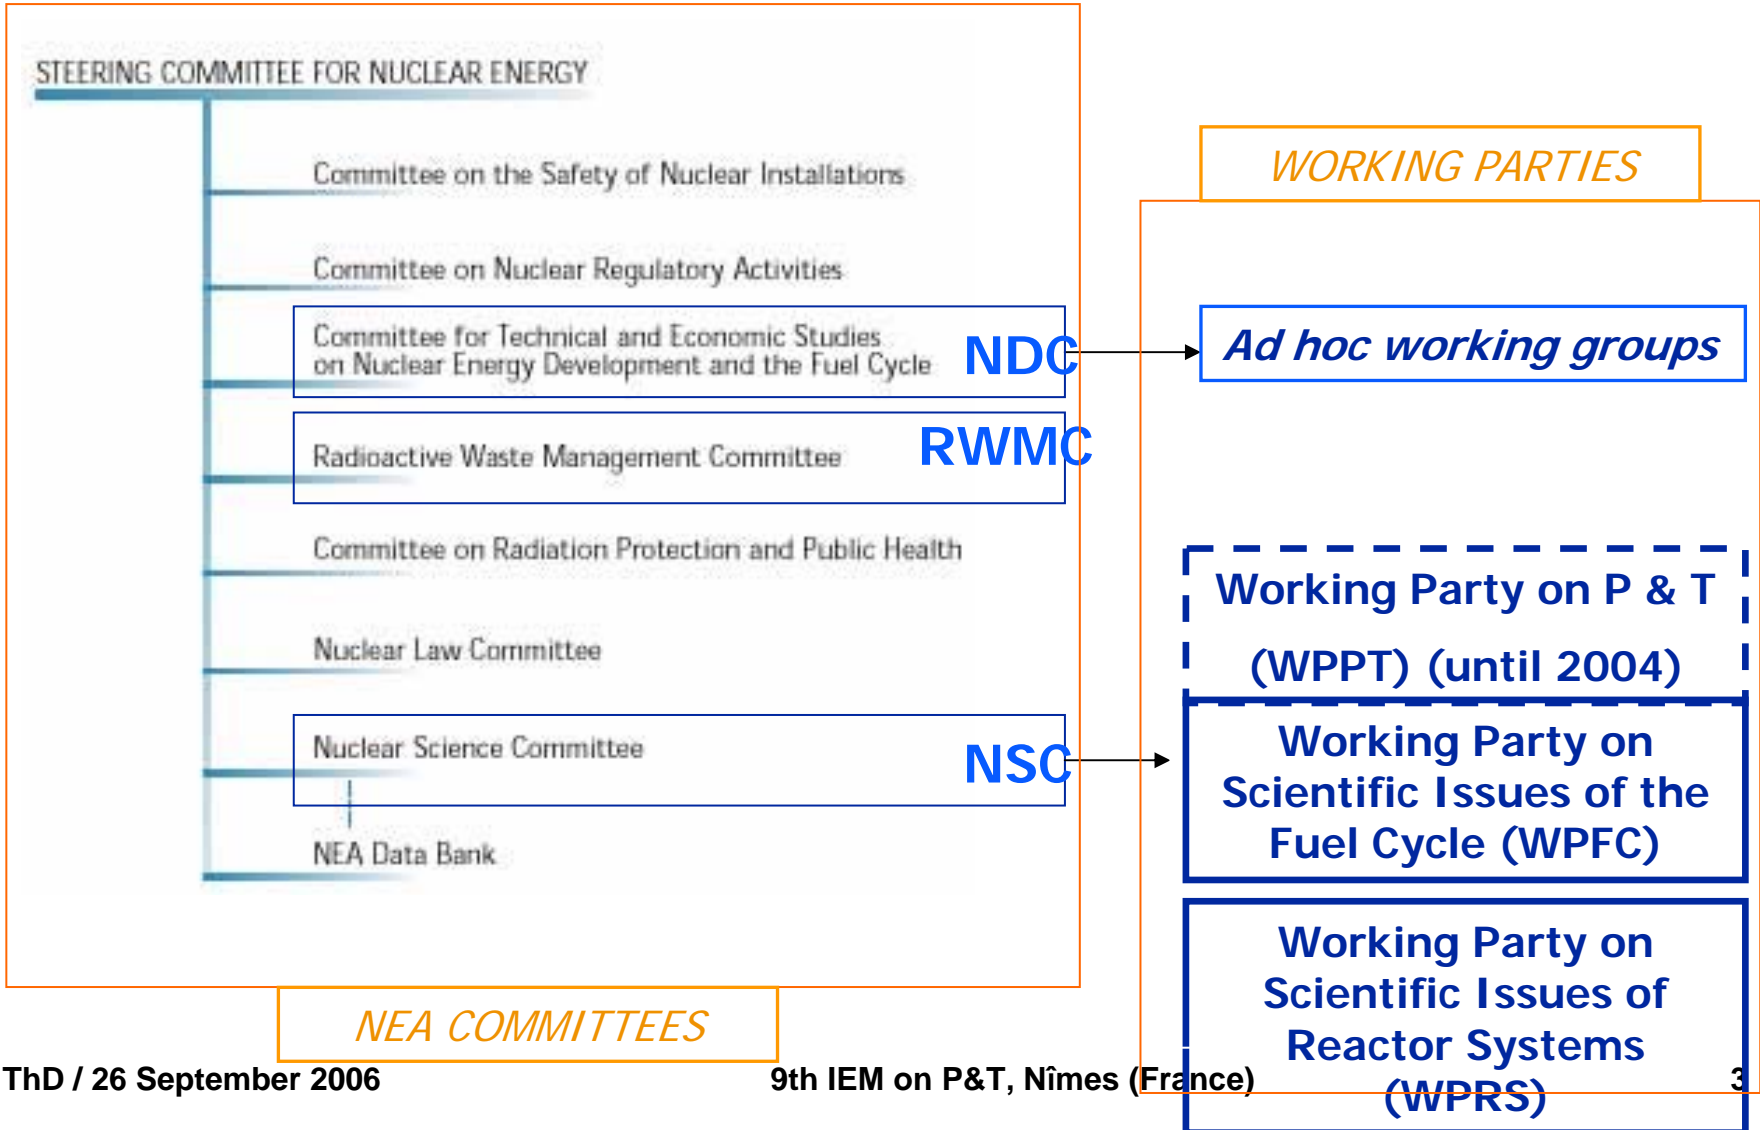 STEERING COMMITTEE FOR NUCLEAR ENERGY
Committee on the Safety of Nuclear Installations
Committee on Nuclear Regulatory Activities
Committee for Technical and Economic Studies
on Nuclear Energy Development and the Fuel Cycle
NDC
Radioactive Waste Management Committee
RWMC
Committee on Radiation Protection and Public Health
Nuclear Law Committee
Nuclear Science Committee
NSC
NEA Data Bank
NEA COMMITTEES
WORKING PARTIES
Ad hoc working groups
Working Party on P & T
(WPPT) (until 2004)
Working Party on
Scientific Issues of the
Fuel Cycle (WPFC)
Working Party on
Scientific Issues of
Reactor Systems
(WPRS)
ThD / 26 September 2006
9th IEM on P&T, Nîmes (France)
3